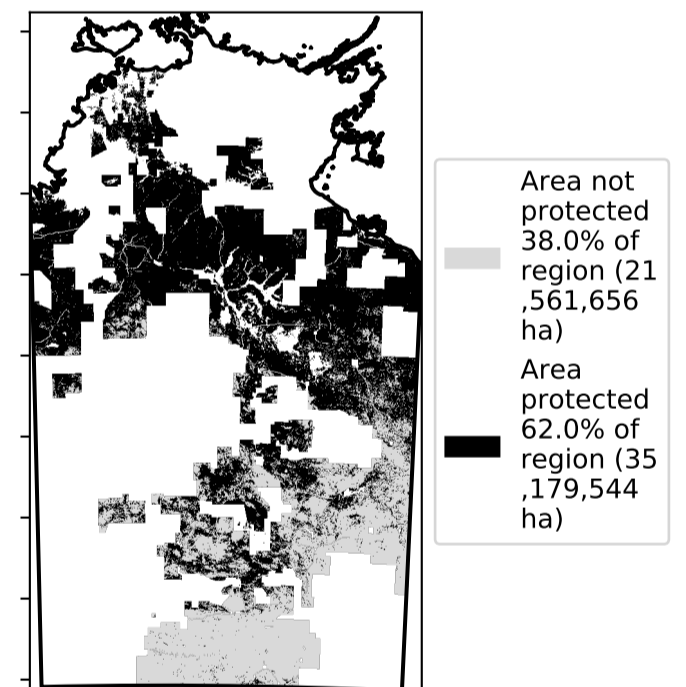 Area not
protected
38.0% of
region (21
,561,656
ha)
Area
protected
62.0% of
region (35
,179,544
ha)